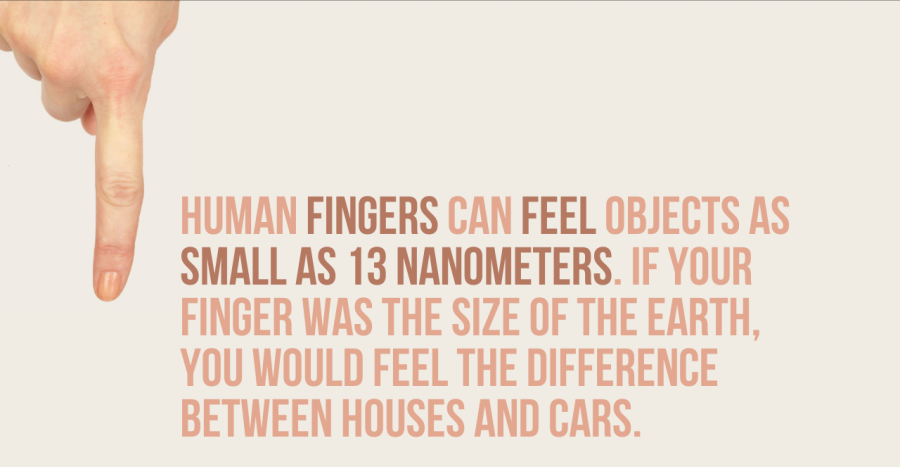 HUMAN FINGERS CAN FEEL OBJECTS AS
SMALL AS 13 NANOMETERS. IF YOUR
FINGER WAS THE SIZE OF THE EARTH,
YOU WOULD FEEL THE DIFFERENCE
BETWEEN HOUSES AND CARS.